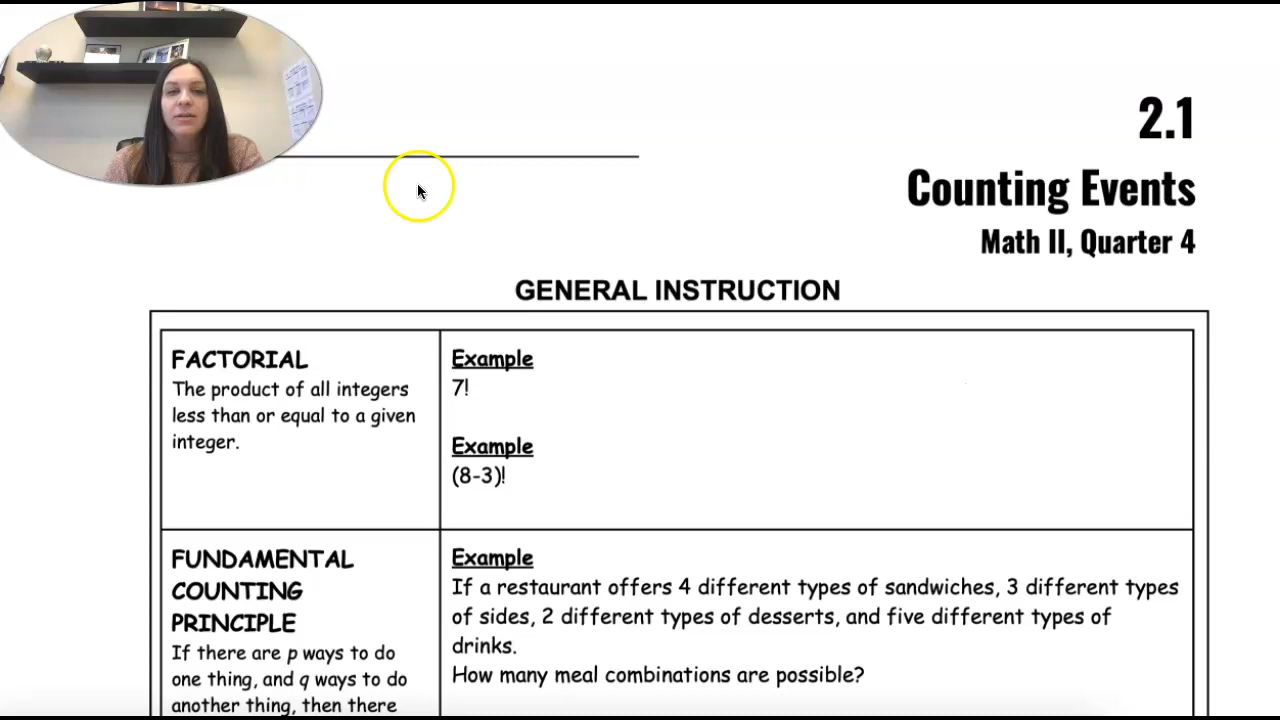 2.1
Counting Events
Math II, Quarter 4
GENERAL INSTRUCTION
FACTORIAL
The product of all integers
less than or equal to a given
integer.
Example
7!
Example
(8-3)!
FUNDAMENTAL
COUNTING
PRINCIPLE
If there are p ways to do
one thing, and q ways to do
another thing, then there
Example
If a restaurant offers 4 different types of sandwiches, 3 different types
of sides, 2 different types of desserts, and five different types of
drinks.
How many meal combinations are possible?